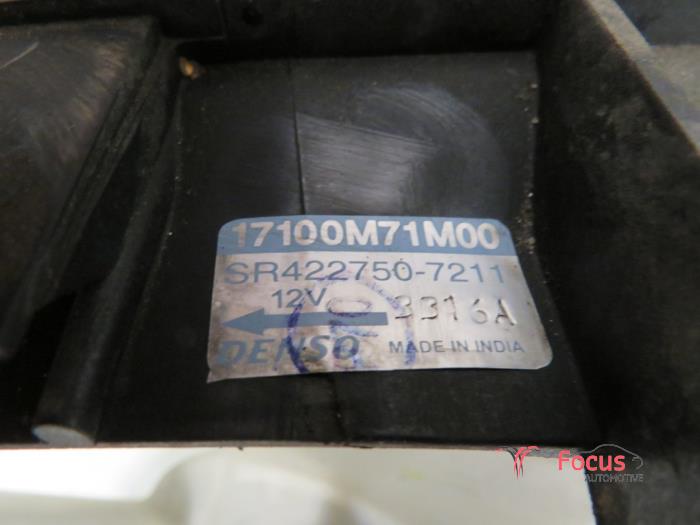 17100M71M00
SR422750-7211
12V
3316A
DENSO MADE IN INDIA
Focus
AUTOMOTIVE